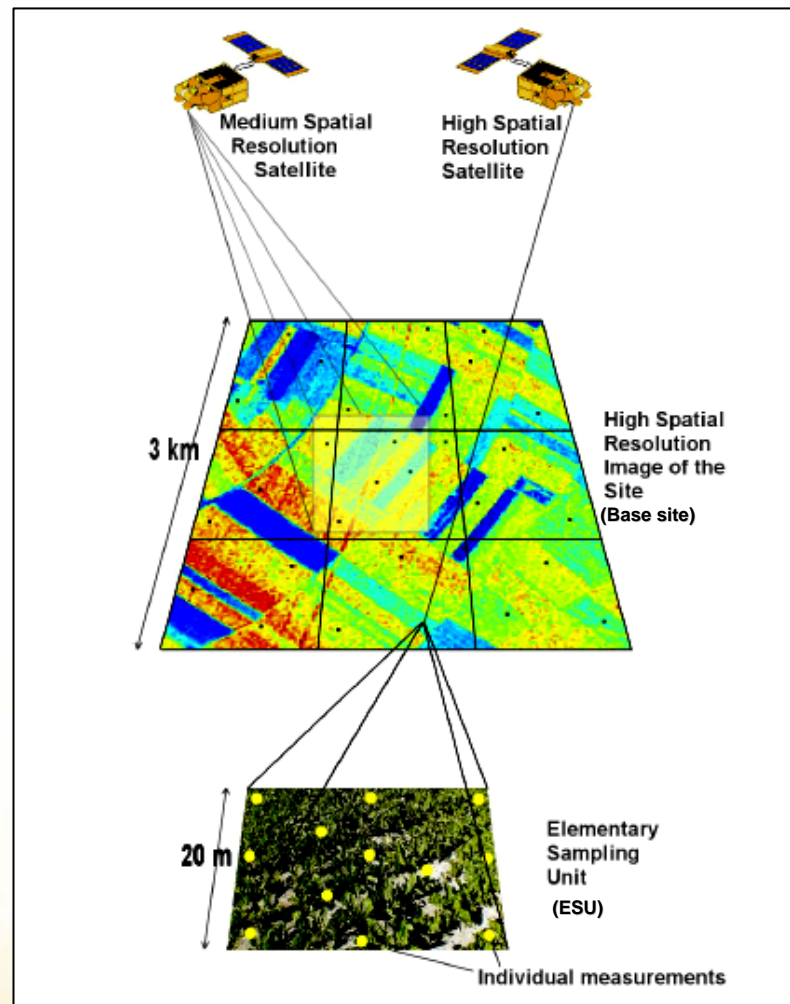 Medium Spatial
Resolution
Satellite
High Spatial
Resolution
Satellite
3 km
High Spatial
Resolution
Image of the
Site
(Base site)
20 m
Elementary
Sampling
Unit
(ESU)
Individual measurements